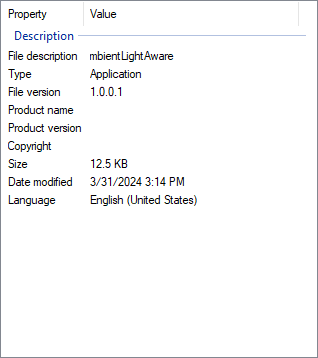 Property Value
Description
File description mbientLightAware
Type Application
File version 1.0.0.1
Product name
Product version
Copyright
Size 12.5 KB
Date modified 3/31/2024 3:14 PM
Language English (United States)